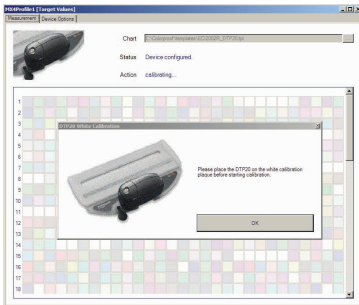 MX4Profile1 [Target Values]
Measurement Device Options
Chart
Status Device configured.
Action calibrating...
DTP20 White Calibration
Please place the DTP20 on the white calibration
plaque before starting calibration.
OK
1
2
3
4
5
6
7
8
9
10
11
12
13
14
15
16
17
18